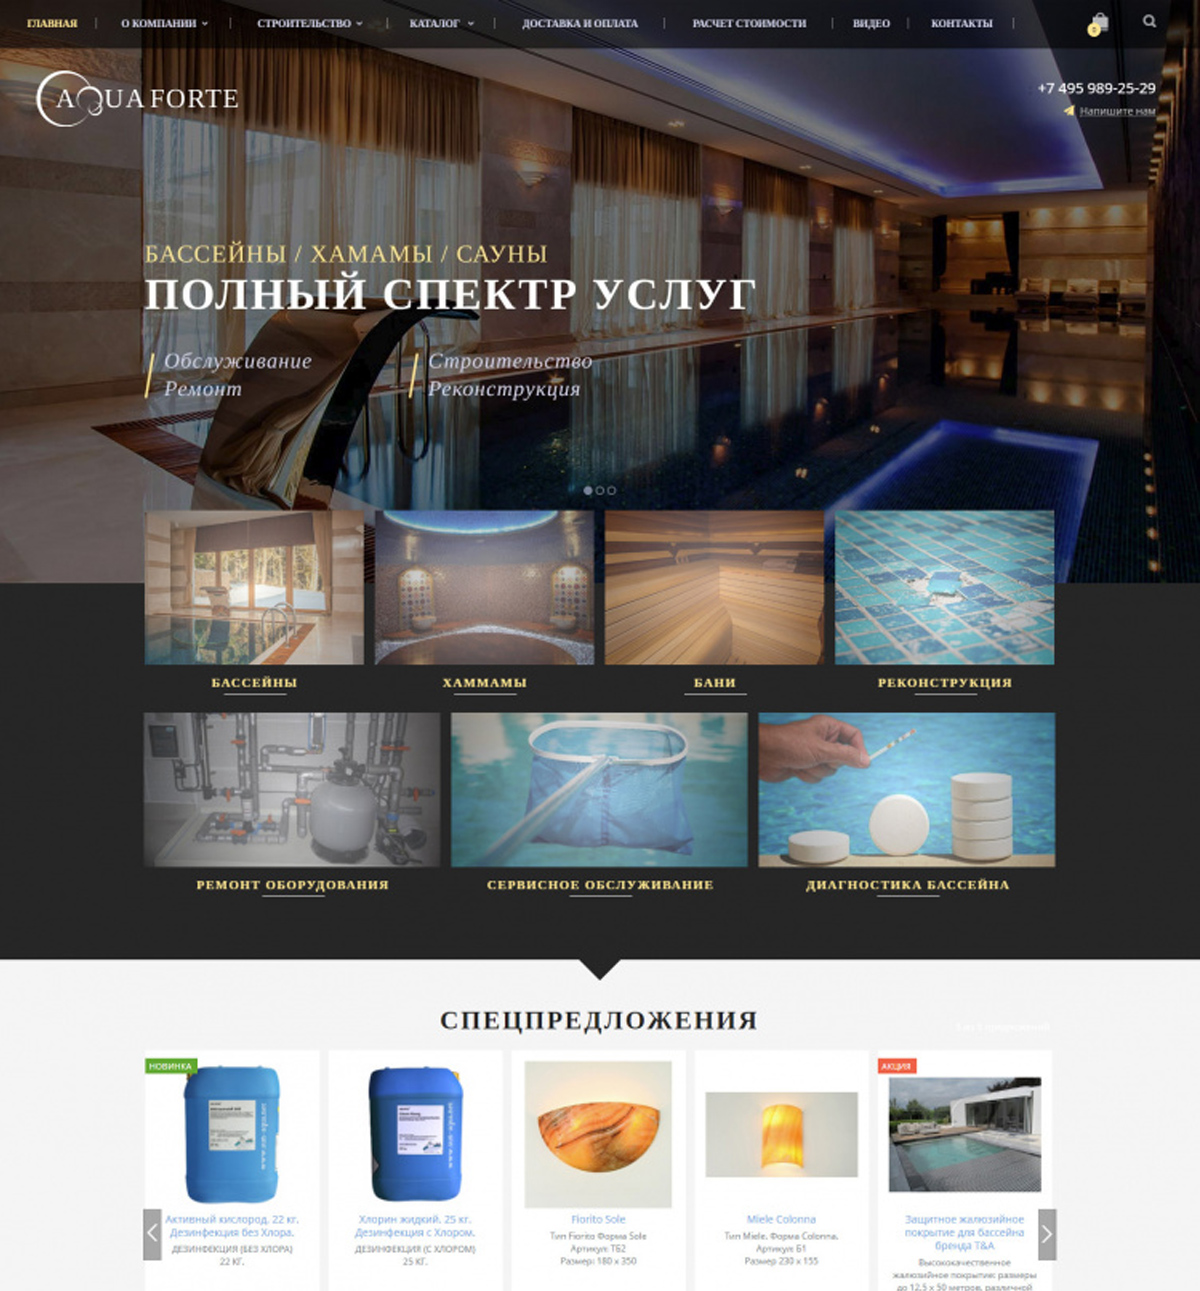 ГЛАВНАЯ О КОМПАНИИ СТРОИТЕЛЬСТВО КАТАЛОГ ДОСТАВКА И ОПЛАТА РАСЧЕТ СТОИМОСТИ ВИДЕО КОНТАКТЫ
0
AQUA FORTE
+7 495 989-25-29
Напишите нам
БАССЕЙНЫ / ХАМАМЫ / САУНЫ
ПОЛНЫЙ СПЕКТР УСЛУГ
Обслуживание
Ремонт
Строительство
Реконструкция
БАССЕЙНЫ ХАММАМЫ БАНИ РЕКОНСТРУКЦИЯ
РЕМОНТ ОБОРУДОВАНИЯ СЕРВИСНОЕ ОБСЛУЖИВАНИЕ ДИАГНОСТИКА БАССЕЙНА
СПЕЦПРЕДЛОЖЕНИЯ
НОВИНКА
Активный кислород. 22 кг.
Дезинфекция без Хлора.
ДЕЗИНФЕКЦИЯ (БЕЗ ХЛОРА)
22 КГ.
Хлорин жидкий. 25 кг.
Дезинфекция с Хлором.
ДЕЗИНФЕКЦИЯ (С ХЛОРОМ)
25 КГ.
Fiorito Sole
Тип Fiorito Форма Sole
Артикул: ТБ2
Размер: 180 x 350
Miele Colonna
Тип Miele. Форма Colonna.
Артикул: Б1
Размер 230 x 155
АКЦИЯ
Защитное жалюзийное
покрытие для бассейна
бренда T&A
Высококачественное
жалюзийное покрытие: размеры
до 12,5 x 50 метров, различной